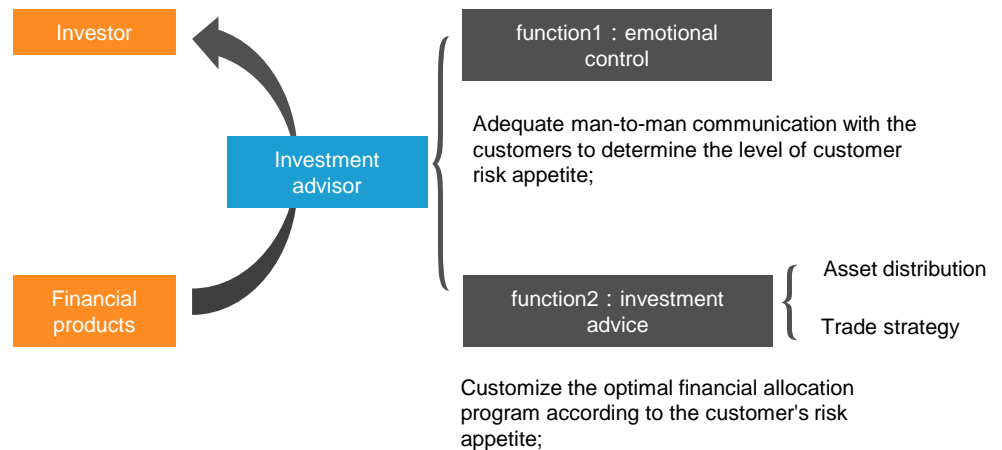 Investor
function1：emotional
control
Adequate man-to-man communication with the
customers to determine the level of customer
risk appetite;
Investment
advisor
Financial
products
function2：investment
advice
Asset distribution
Trade strategy
Customize the optimal financial allocation
program according to the customer's risk
appetite;